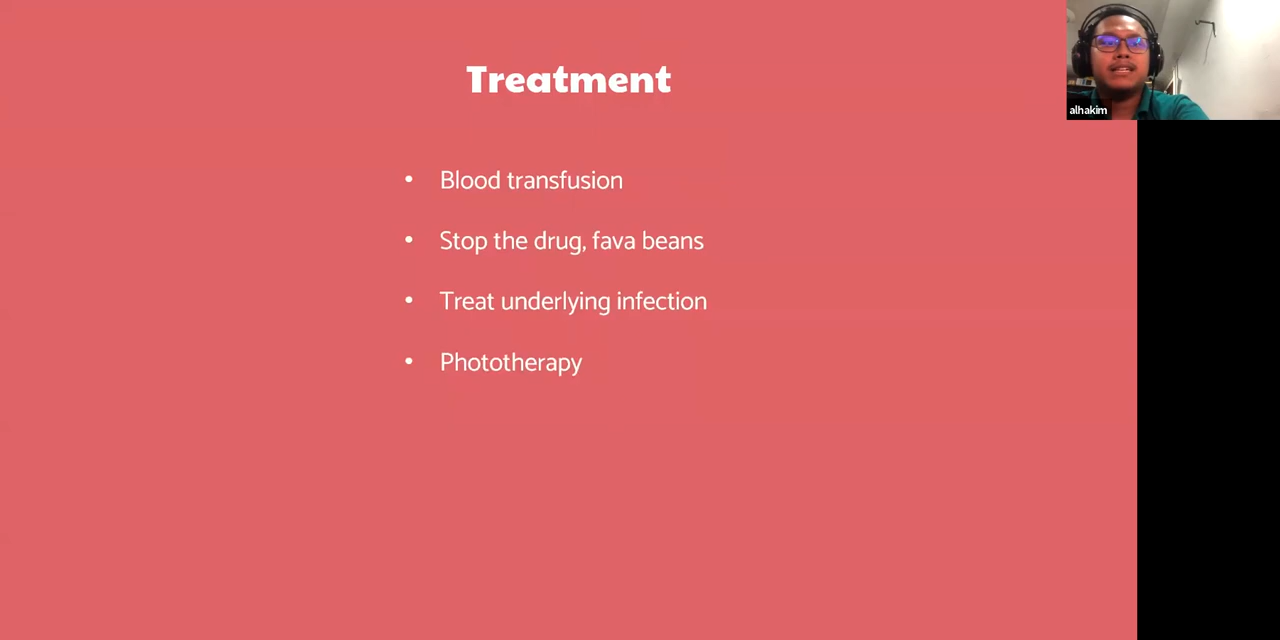 Treatment
• Blood transfusion
• Stop the drug, fava beans
• Treat underlying infection
• Phototherapy
alhakim